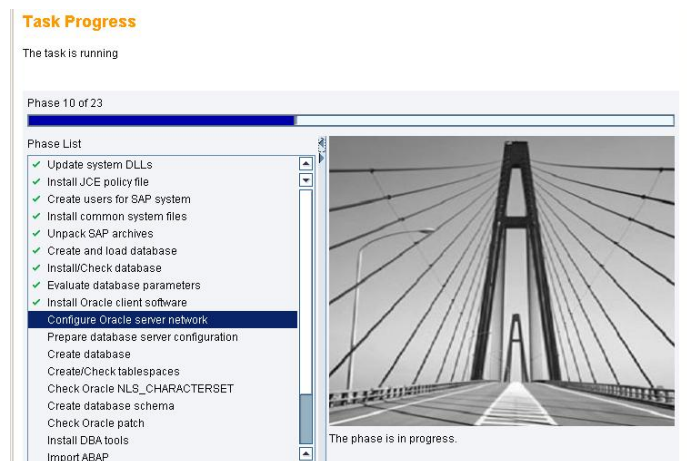 Task Progress
The task is running
Phase 10 of 23
Phase List
Update system DLLs
Install JCE policy file
Create users for SAP system
Install common system files
Unpack SAP archives
Create and load database
Install/Check database
Evaluate database parameters
Install Oracle client software
Configure Oracle server network
Prepare database server configuration
Create database
Create/Check tablespaces
Check Oracle NLS_CHARACTERSET
Create database schema
Check Oracle patch
Install DBA tools
Import ABAP
The phase is in progress.